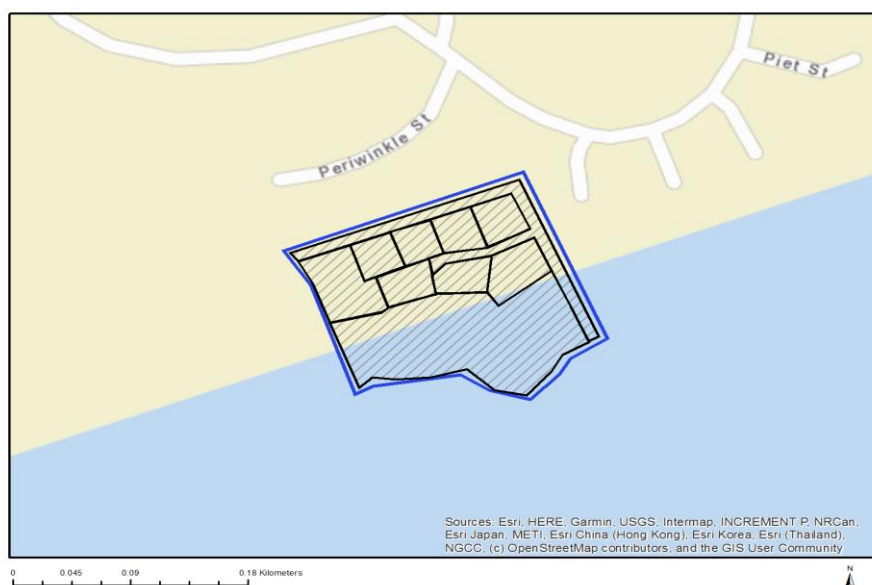 Piet St
Periwinkle St
Sources: Esri, HERE, Garmin, USGS, Intermap, INCREMENT P, NRCan,
Esri Japan, METI, Esri China (Hong Kong), Esri Korea, Esri (Thailand),
NGCC, (c) OpenStreetMap contributors, and the GIS User Community
0 0.045 0.09 0.18 Kilometers
N